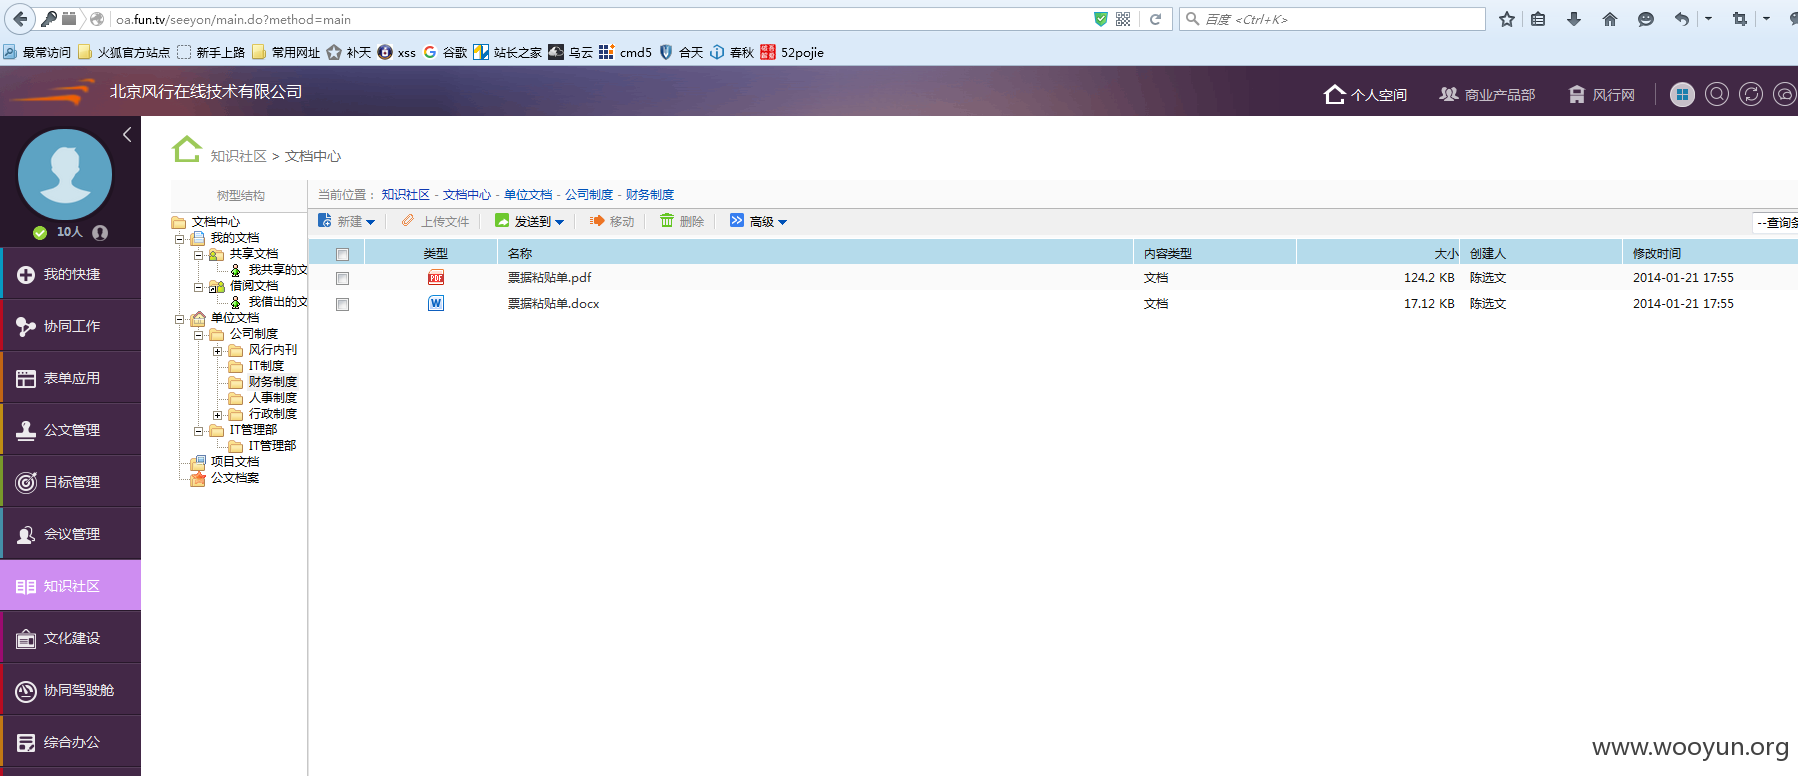 oa.fun.tv/seeyon/main.do?method=main
百度 <Ctrl+K>
最常访问 火狐官方站点 新手上路 常用网址 补天 xss 谷歌 站长之家 乌云 cmd5 合天 春秋 52pojie
北京风行在线技术有限公司
个人空间 商业产品部 风行网
知识社区 > 文档中心
10人
我的快捷
协同工作
表单应用
公文管理
目标管理
会议管理
知识社区
文化建设
协同驾驶舱
综合办公
树型结构
文档中心
我的文档
共享文档
我共享的文
借阅文档
我借出的文
单位文档
公司制度
风行内刊
IT制度
财务制度
人事制度
行政制度
IT管理部
IT管理部
项目文档
公文档案
当前位置： 知识社区 - 文档中心 - 单位文档 - 公司制度 - 财务制度
新建 上传文件 发送到 移动 删除 高级 --查询条
类型 名称 内容类型 大小 创建人 修改时间
PDF 票据粘贴单.pdf 文档 124.2 KB 陈选文 2014-01-21 17:55
W 票据粘贴单.docx 文档 17.12 KB 陈选文 2014-01-21 17:55
www.wooyun.org